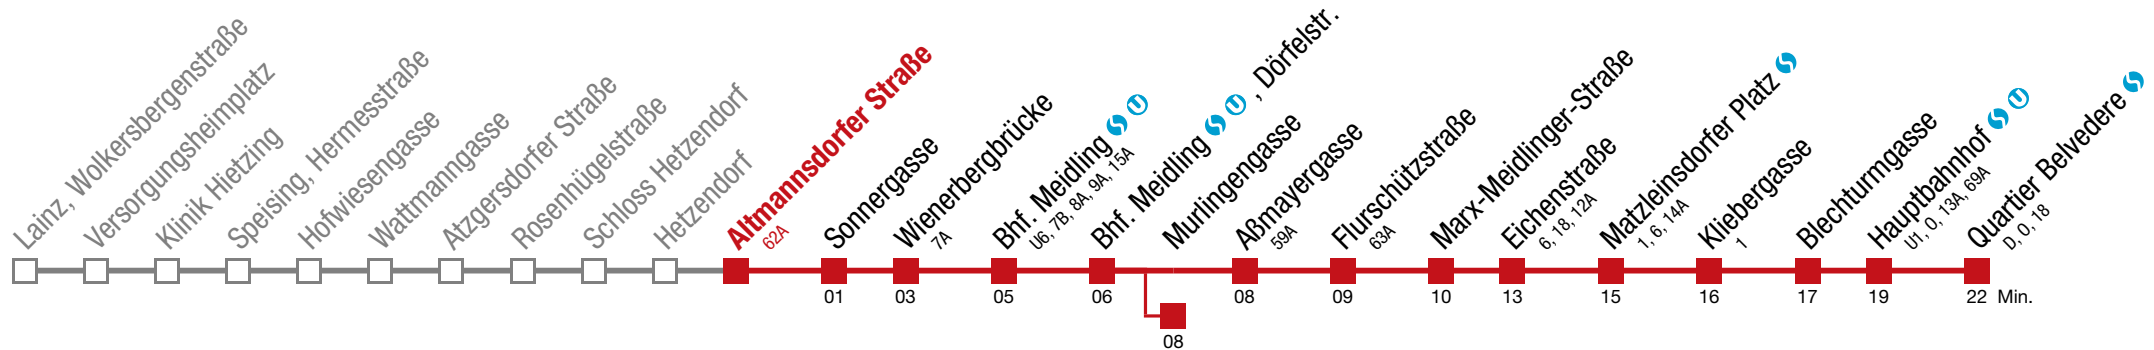 Lainz, Wolkersbergenstraße
Versorgungsheimplatz
Klinik Hietzing
Speising, Hermesstraße
Hofwiesengasse
Wattmanngasse
Atzgersdorfer Straße
Rosenhügelstraße
Schloss Hetzendorf
Hetzendorf
Altmannsdorfer Straße
62A
Sonnergasse
Wienerbergbrücke
7A
Bhf. Meidling S U
U6, 7B, 8A, 9A, 15A
Bhf. Meidling S U , Dörfelstr.
Murlingengasse
Aßmayergasse
59A
Flurschützstraße
63A
Marx-Meidlinger-Straße
Eichenstraße
6, 18, 12A
Matzleinsdorfer Platz S
1, 6, 14A
Kliebergasse
1
Blechturmgasse
Hauptbahnhof S U
U1, O, 13A, 69A
Quartier Belvedere S
D, O, 18
01 03 05 06 08 09 10 13 15 16 17 19 22 Min.
08